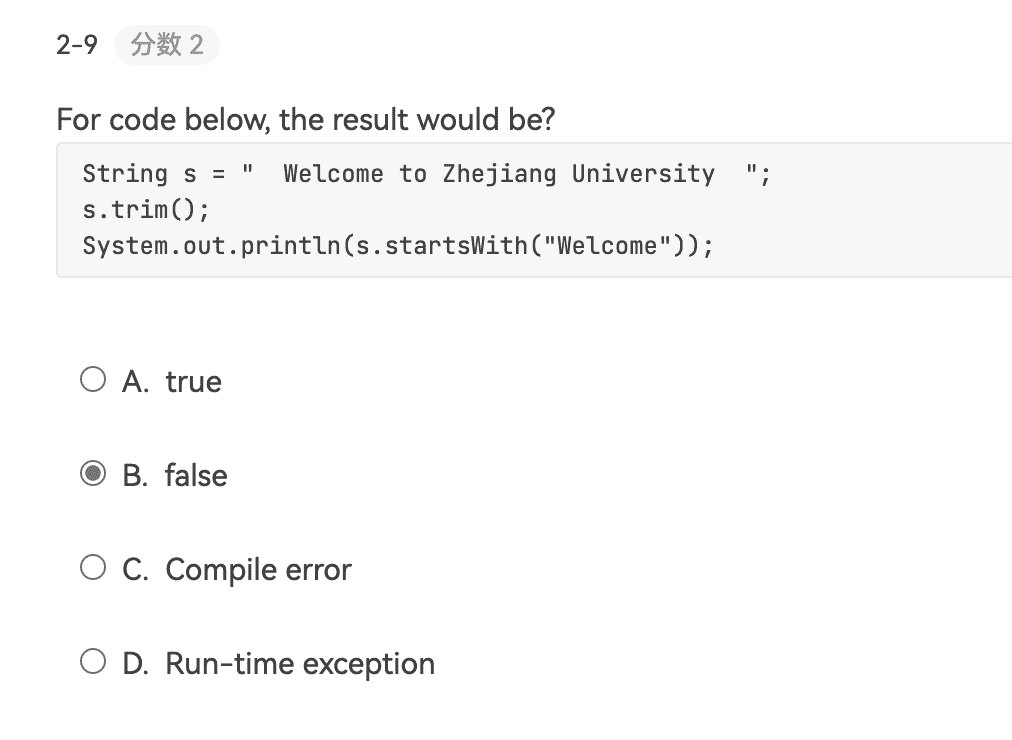 2-9 分数 2
For code below, the result would be?
String s = "  Welcome to Zhejiang University  ";
s.trim();
System.out.println(s.startsWith("Welcome"));
A. true
B. false
C. Compile error
D. Run-time exception